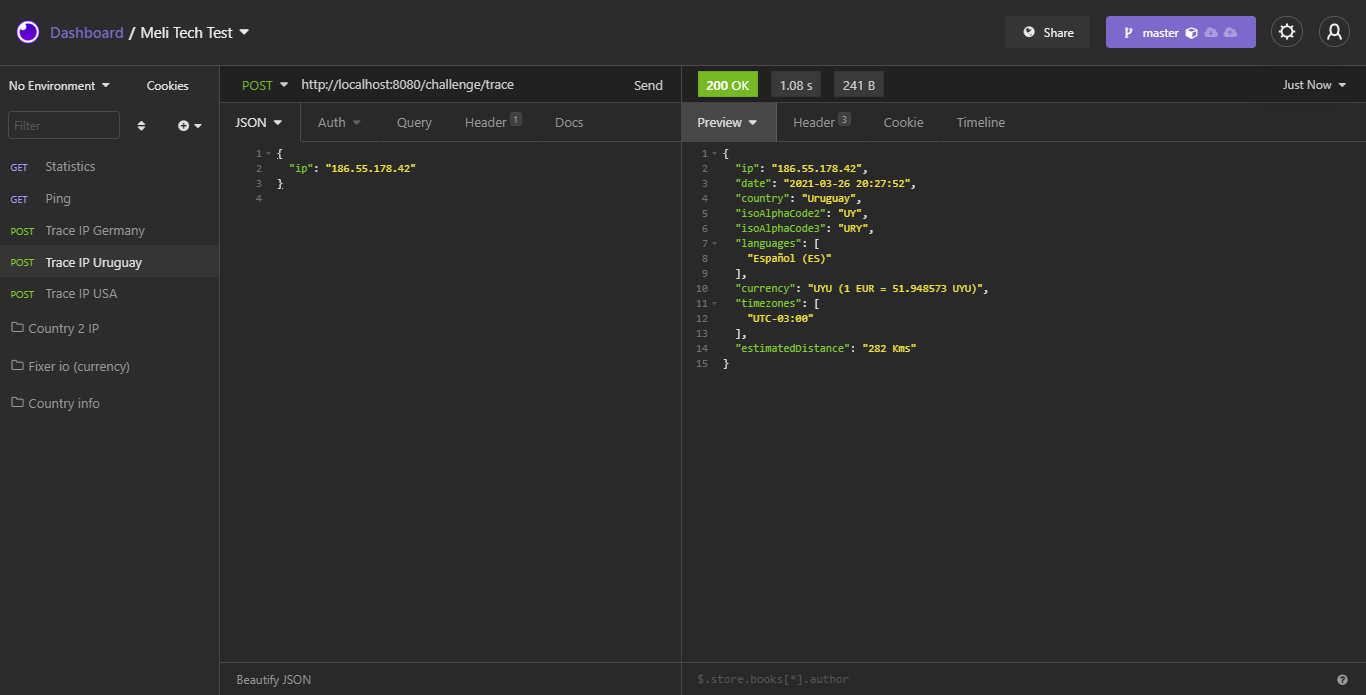 Dashboard / Meli Tech Test
Share
master
No Environment
Cookies
Filter
GET Statistics
GET Ping
POST Trace IP Germany
POST Trace IP Uruguay
POST Trace IP USA
Country 2 IP
Fixer io (currency)
Country info
POST http://localhost:8080/challenge/trace Send
JSON Auth Query Header 1 Docs
1 {
2 "ip": "186.55.178.42"
3 }
4
Beautify JSON
200 OK 1.08 s 241 B Just Now
Preview Header 3 Cookie Timeline
1 {
2 "ip": "186.55.178.42",
3 "date": "2021-03-26 20:27:52",
4 "country": "Uruguay",
5 "isoAlphaCode2": "UY",
6 "isoAlphaCode3": "URY",
7 "languages": [
8 "Español (ES)"
9 ],
10 "currency": "UYU (1 EUR = 51.948573 UYU)",
11 "timezones": [
12 "UTC-03:00"
13 ],
14 "estimatedDistance": "282 Kms"
15 }
$.store.books[*].author